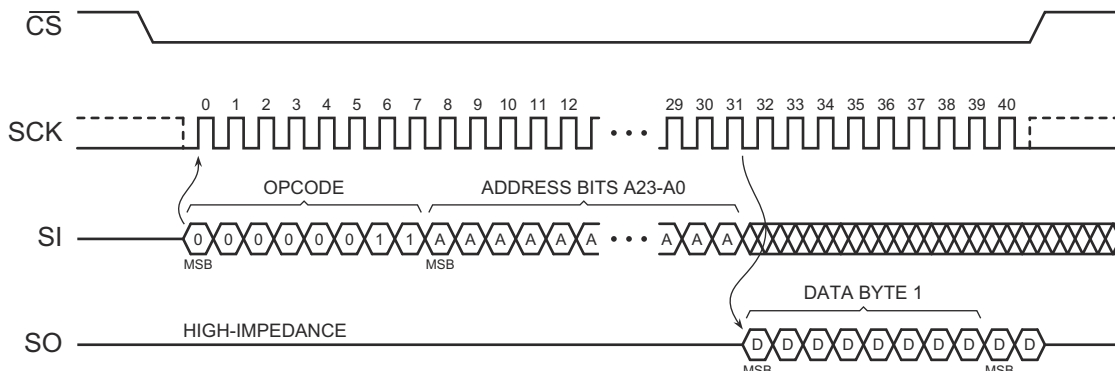 CS
0 1 2 3 4 5 6 7 8 9 10 11 12 29 30 31 32 33 34 35 36 37 38 39 40
SCK
OPCODE ADDRESS BITS A23-A0
SI 0 0 0 0 0 0 1 1 A A A A A A A A A
MSB MSB
DATA BYTE 1
HIGH-IMPEDANCE
SO D D D D D D D D D D
MSB MSB